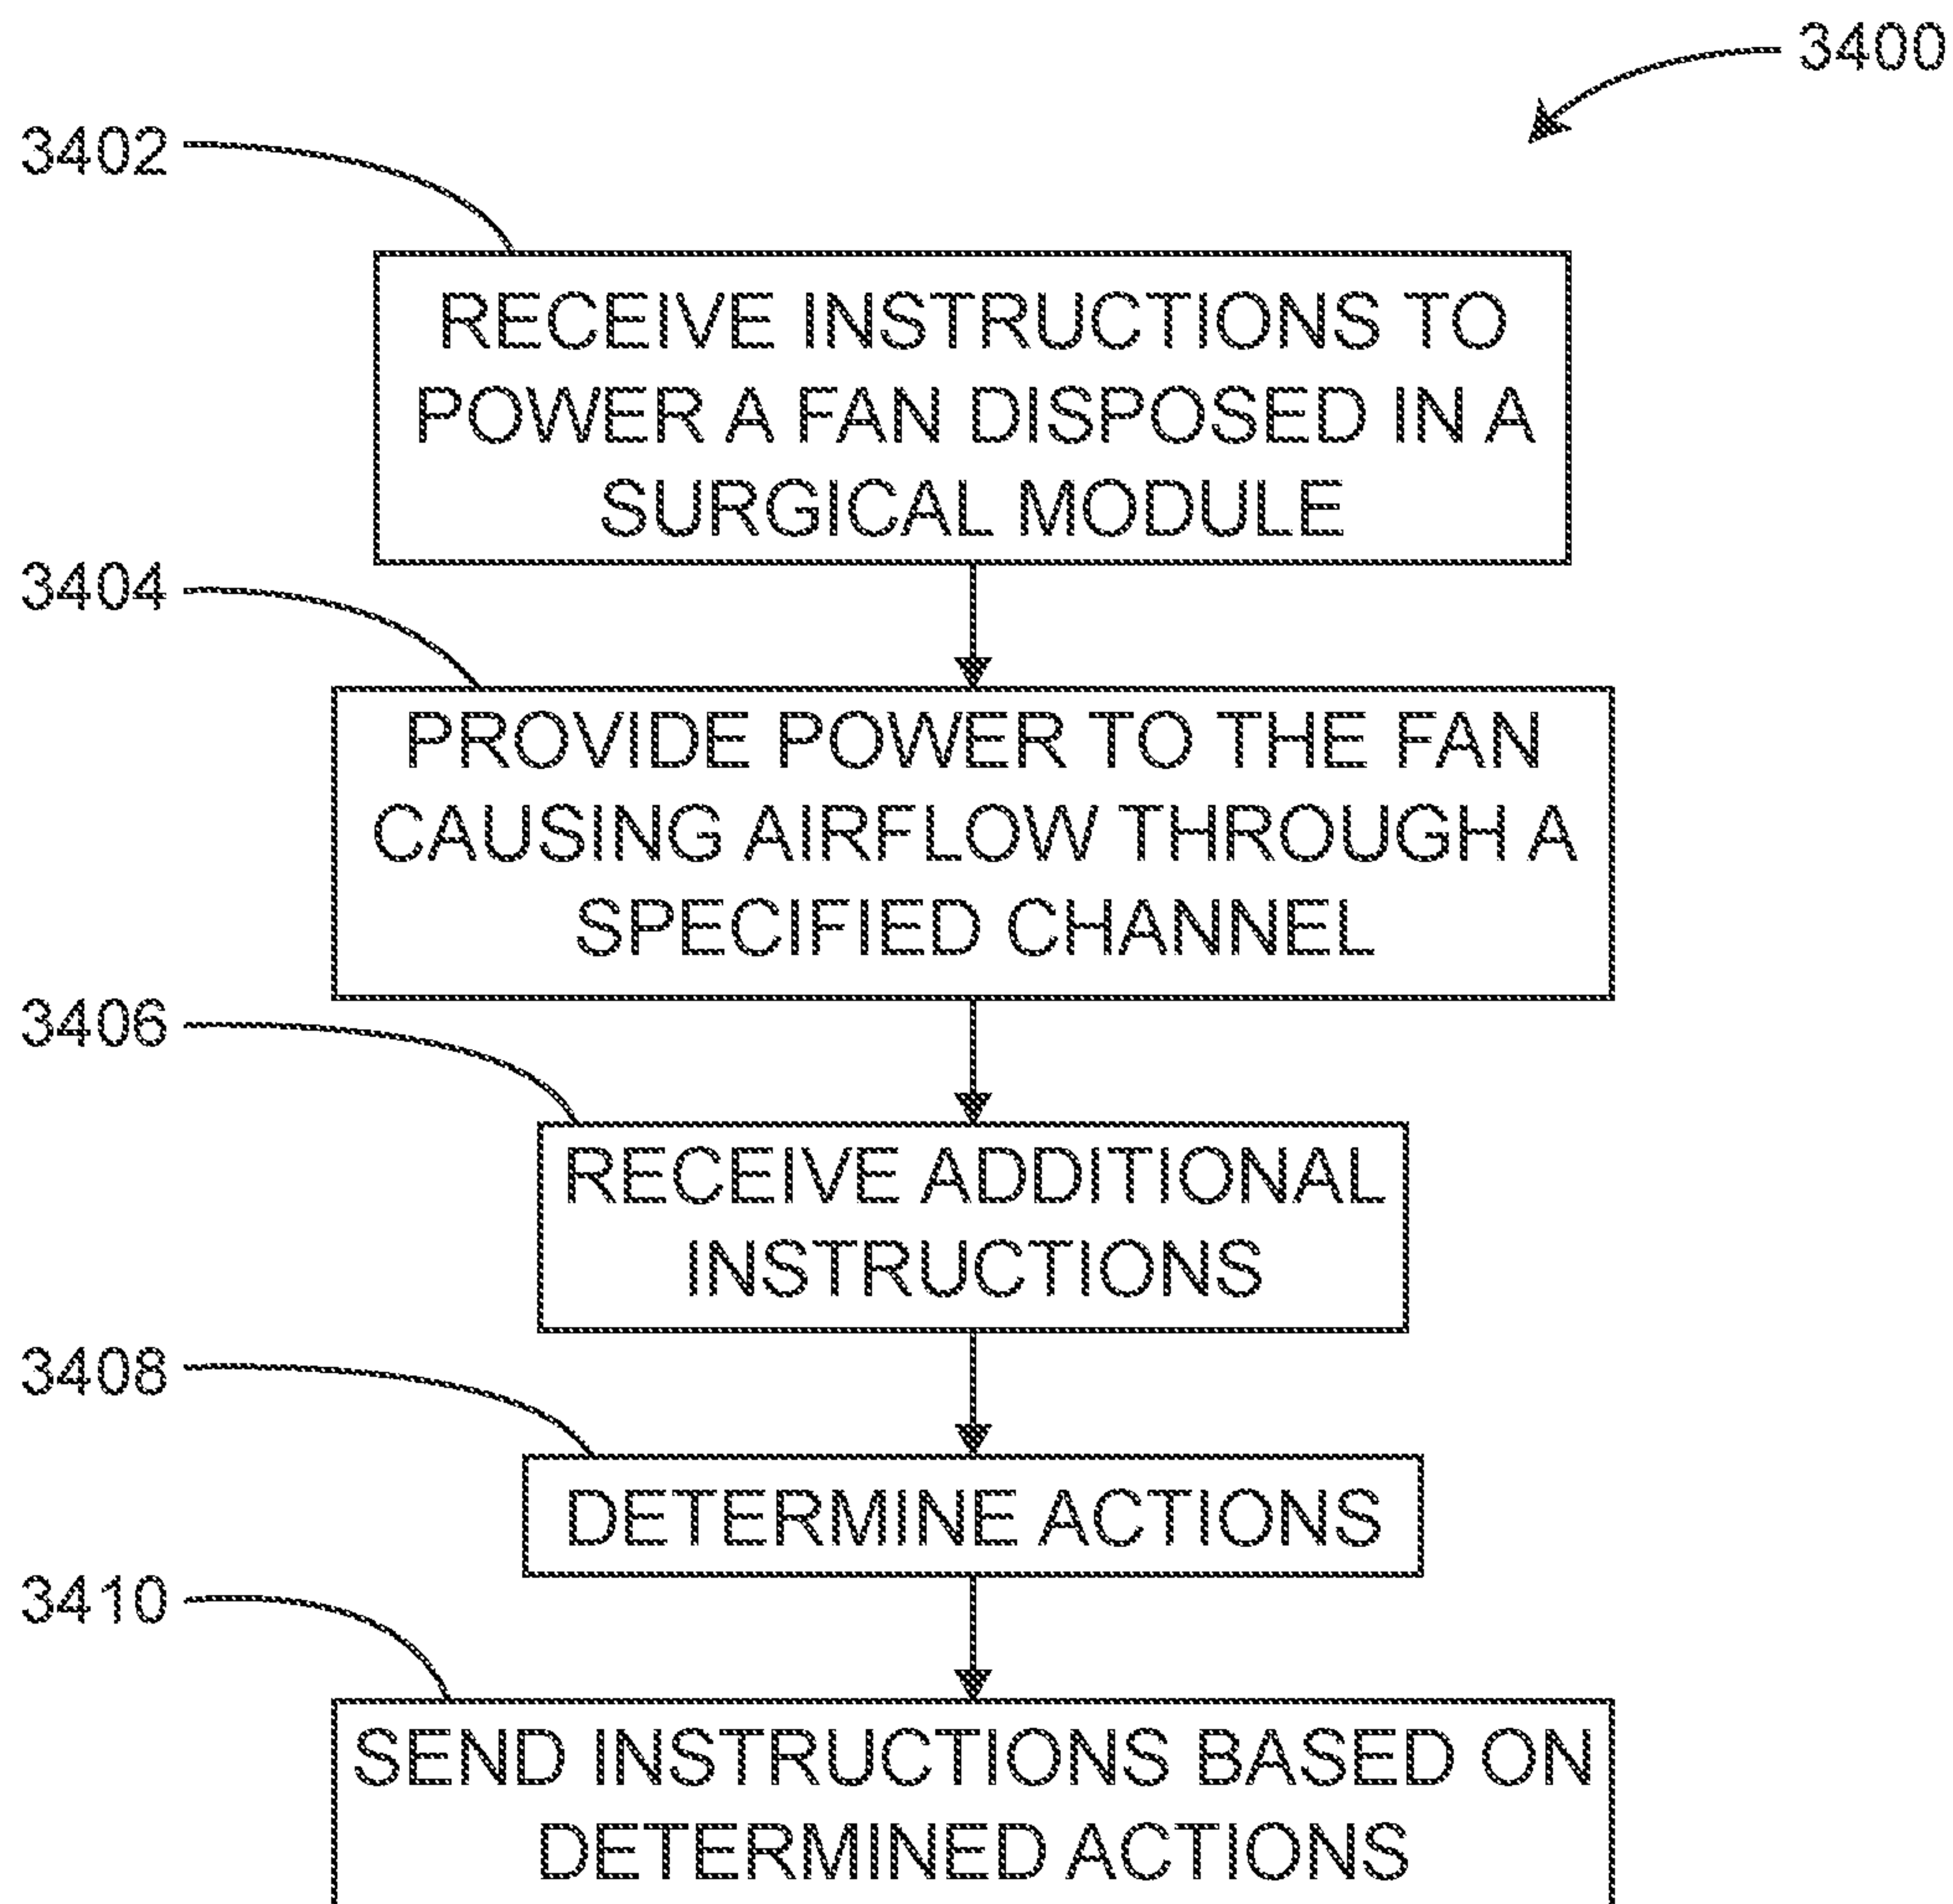 3400
3402
RECEIVE INSTRUCTIONS TO
POWER A FAN DISPOSED IN A
SURGICAL MODULE
3404
PROVIDE POWER TO THE FAN
CAUSING AIRFLOW THROUGH A
SPECIFIED CHANNEL
3406
RECEIVE ADDITIONAL
INSTRUCTIONS
3408
DETERMINE ACTIONS
3410
SEND INSTRUCTIONS BASED ON
DETERMINED ACTIONS